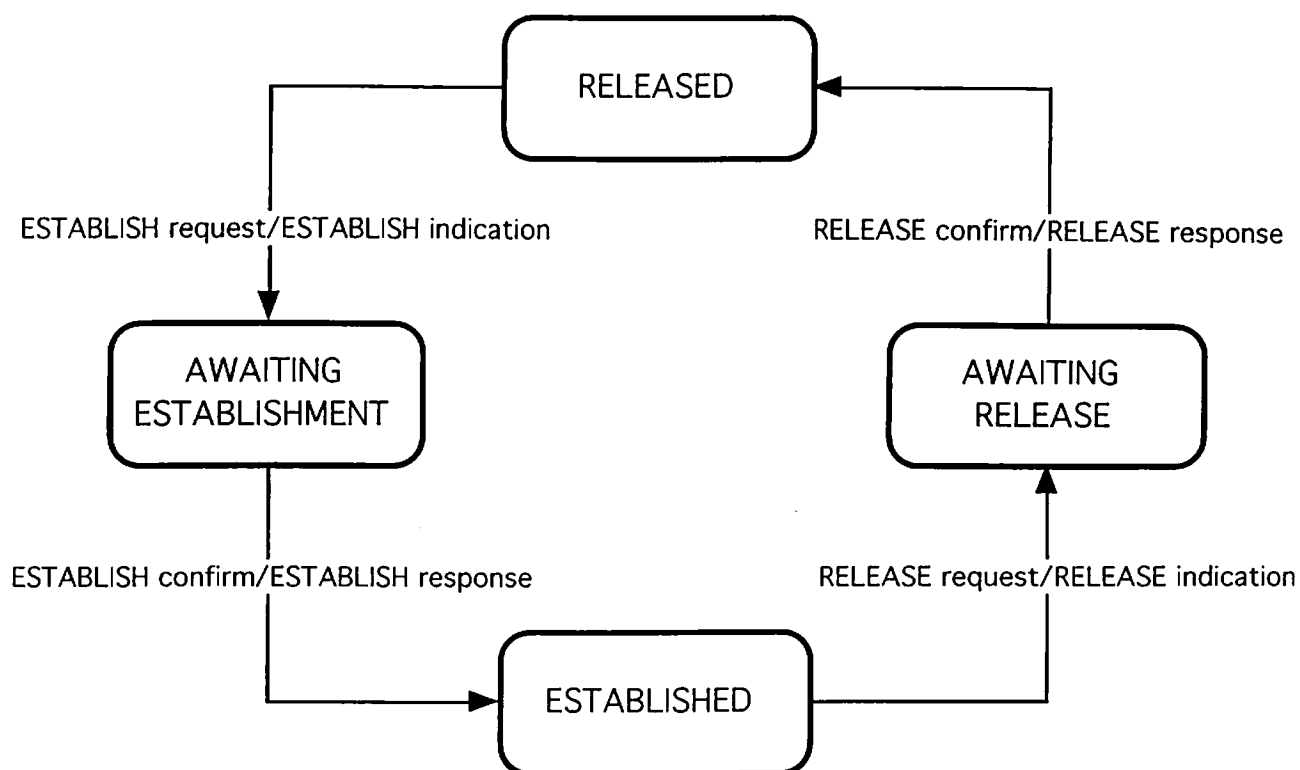 RELEASED
ESTABLISH request/ESTABLISH indication
RELEASE confirm/RELEASE response
AWAITING
ESTABLISHMENT
AWAITING
RELEASE
ESTABLISH confirm/ESTABLISH response
RELEASE request/RELEASE indication
ESTABLISHED